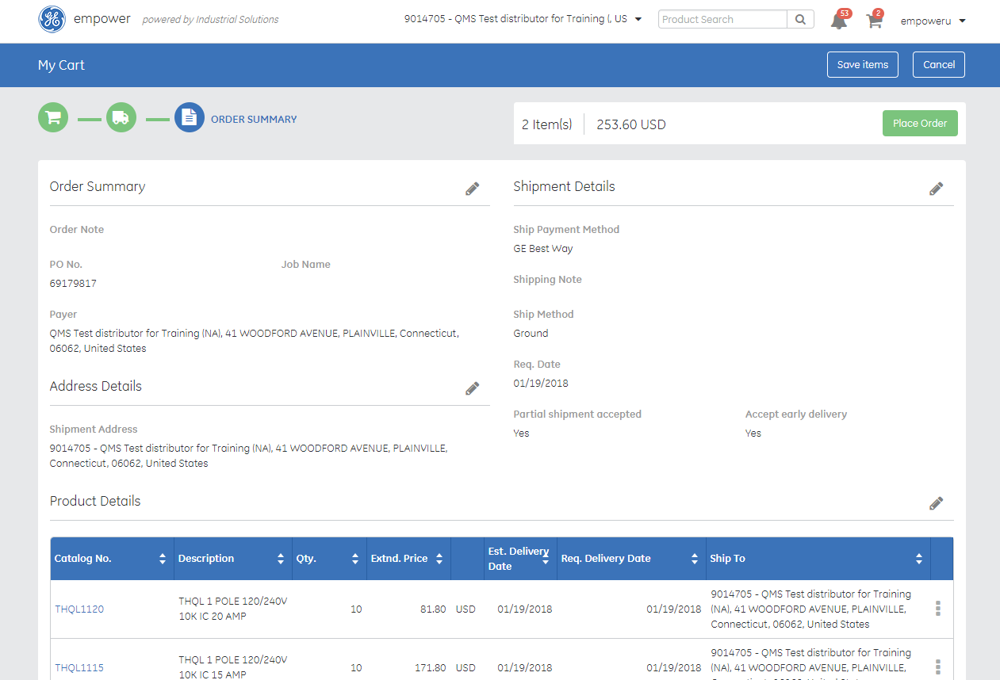 empower powered by Industrial Solutions
9014705 - QMS Test distributor for Training (, US
Product Search
53
2
empoweru
My Cart
Save items
Cancel
ORDER SUMMARY
2 Item(s)
253.60 USD
Place Order
Order Summary
Order Note
PO No.
Job Name
69179817
Payer
QMS Test distributor for Training (NA), 41 WOODFORD AVENUE, PLAINVILLE, Connecticut,
06062, United States
Address Details
Shipment Address
9014705 - QMS Test distributor for Training (NA), 41 WOODFORD AVENUE, PLAINVILLE,
Connecticut, 06062, United States
Shipment Details
Ship Payment Method
GE Best Way
Shipping Note
Ship Method
Ground
Req. Date
01/19/2018
Partial shipment accepted
Accept early delivery
Yes
Yes
Product Details
Catalog No.
Description
Qty.
Extnd. Price
Est. Delivery
Date
Req. Delivery Date
Ship To
THQL1120
THQL 1 POLE 120/240V
10K IC 20 AMP
10
81.80
USD
01/19/2018
01/19/2018
9014705 - QMS Test distributor for Training
(NA), 41 WOODFORD AVENUE, PLAINVILLE,
Connecticut, 06062, United States
THQL1115
THQL 1 POLE 120/240V
10K IC 15 AMP
10
171.80
USD
01/19/2018
01/19/2018
9014705 - QMS Test distributor for Training
(NA), 41 WOODFORD AVENUE, PLAINVILLE,